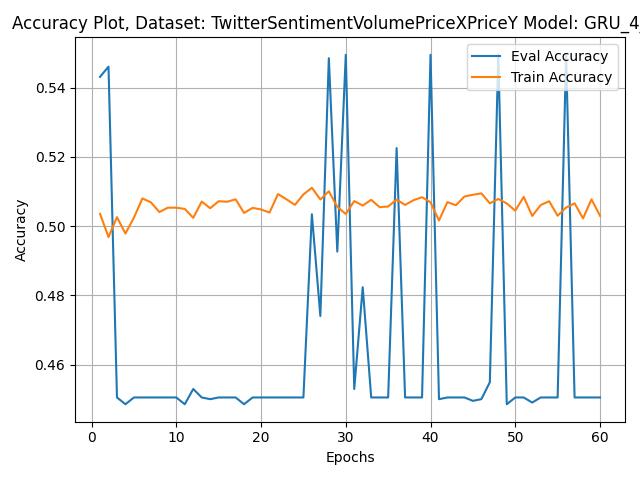 Accuracy Plot, Dataset: TwitterSentimentVolumePriceXPriceY Model: GRU_4
Eval Accuracy
Train Accuracy
Accuracy
0.54
0.52
0.50
0.48
0.46
0 10 20 30 40 50 60
Epochs